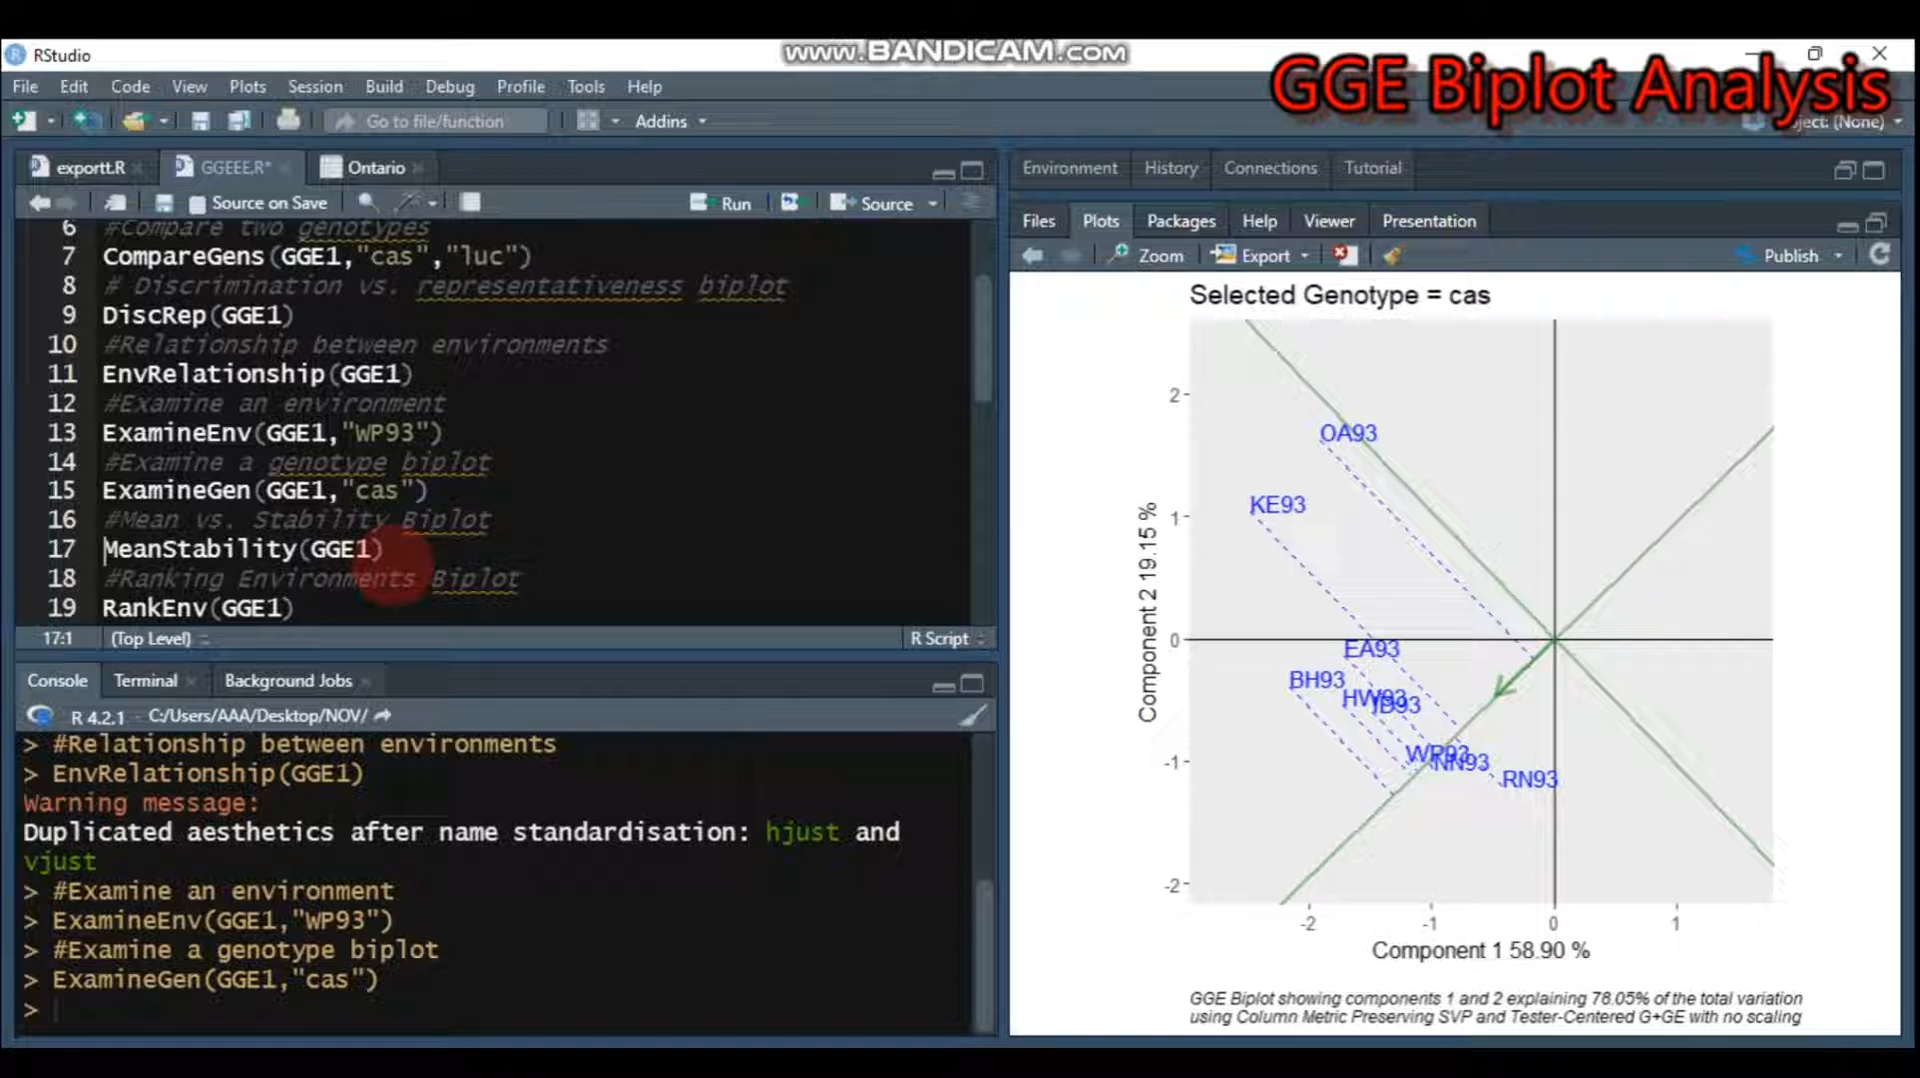 www.BANDICAM.com
RStudio
GGE Biplot Analysis
File Edit Code View Plots Session Build Debug Profile Tools Help
Go to file/function
Addins
ject: (None)
exportt.R
GGEEE.R*
Ontario
Source on Save
Run
Source
6 #Compare two genotypes
7 CompareGens(GGE1,"cas","luc")
8 # Discrimination vs. representativeness biplot
9 DiscRep(GGE1)
10 #Relationship between environments
11 EnvRelationship(GGE1)
12 #Examine an environment
13 ExamineEnv(GGE1,"WP93")
14 #Examine a genotype biplot
15 ExamineGen(GGE1,"cas")
16 #Mean vs. Stability Biplot
17 MeanStability(GGE1)
18 #Ranking Environments Biplot
19 RankEnv(GGE1)
17:1 (Top Level) R Script
Console Terminal Background Jobs
R 4.2.1 - C:/Users/AAA/Desktop/NOV/
> #Relationship between environments
> EnvRelationship(GGE1)
Warning message:
Duplicated aesthetics after name standardisation: hjust and
vjust
> #Examine an environment
> ExamineEnv(GGE1,"WP93")
> #Examine a genotype biplot
> ExamineGen(GGE1,"cas")
>
Environment History Connections Tutorial
Files Plots Packages Help Viewer Presentation
Zoom Export Publish
Selected Genotype = cas
OA93
KE93
EA93
BH93
HW93
ID93
WP93
NN93
RN93
2
1
0
-1
-2
Component 2 19.15 %
-2 -1 0 1
Component 1 58.90 %
GGE Biplot showing components 1 and 2 explaining 78.05% of the total variation
using Column Metric Preserving SVP and Tester-Centered G+GE with no scaling